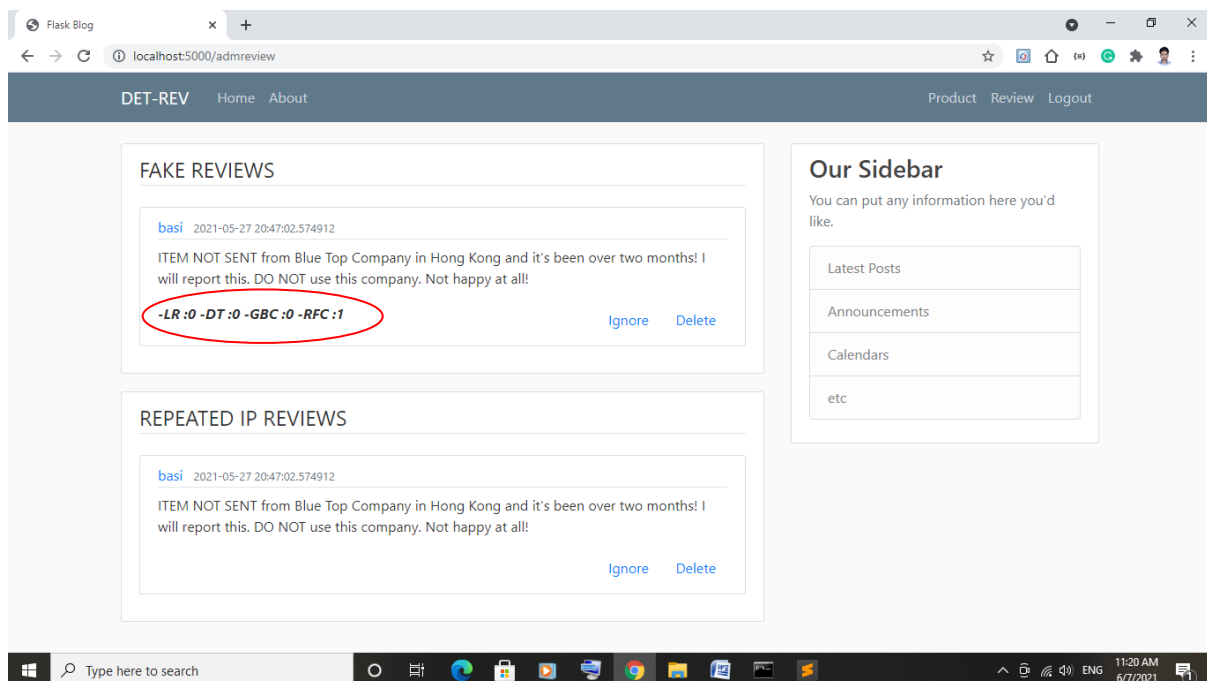 Flask Blog
localhost:5000/admreview
DET-REV Home About Product Review Logout
FAKE REVIEWS
basi 2021-05-27 20:47:02.574912
ITEM NOT SENT from Blue Top Company in Hong Kong and it's been over two months! I
will report this. DO NOT use this company. Not happy at all!
-LR :0 -DT :0 -GBC :0 -RFC :1
Ignore Delete
REPEATED IP REVIEWS
basi 2021-05-27 20:47:02.574912
ITEM NOT SENT from Blue Top Company in Hong Kong and it's been over two months! I
will report this. DO NOT use this company. Not happy at all!
Ignore Delete
Our Sidebar
You can put any information here you'd
like.
Latest Posts
Announcements
Calendars
etc
Type here to search
ENG
11:20 AM
6/7/2021